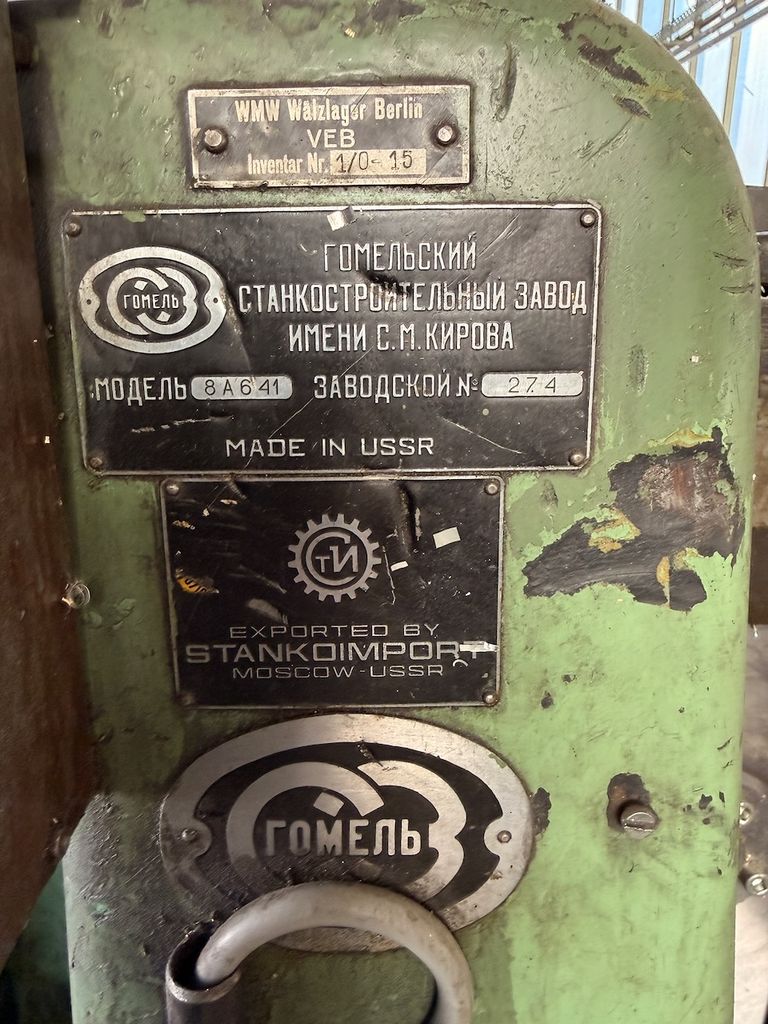 WMW Wälzlager Berlin
VEB
Inventar Nr. 1/0-15
ГОМЕЛЬ
ГОМЕЛЬСКИЙ
СТАНКОСТРОИТЕЛЬНЫЙ ЗАВОД
ИМЕНИ С.М.КИРОВА
МОДЕЛЬ 8А641 ЗАВОДСКОЙ № 274
MADE IN USSR
СТИ
EXPORTED BY
STANKOIMPORT
MOSCOW-USSR
ГОМЕЛЬ